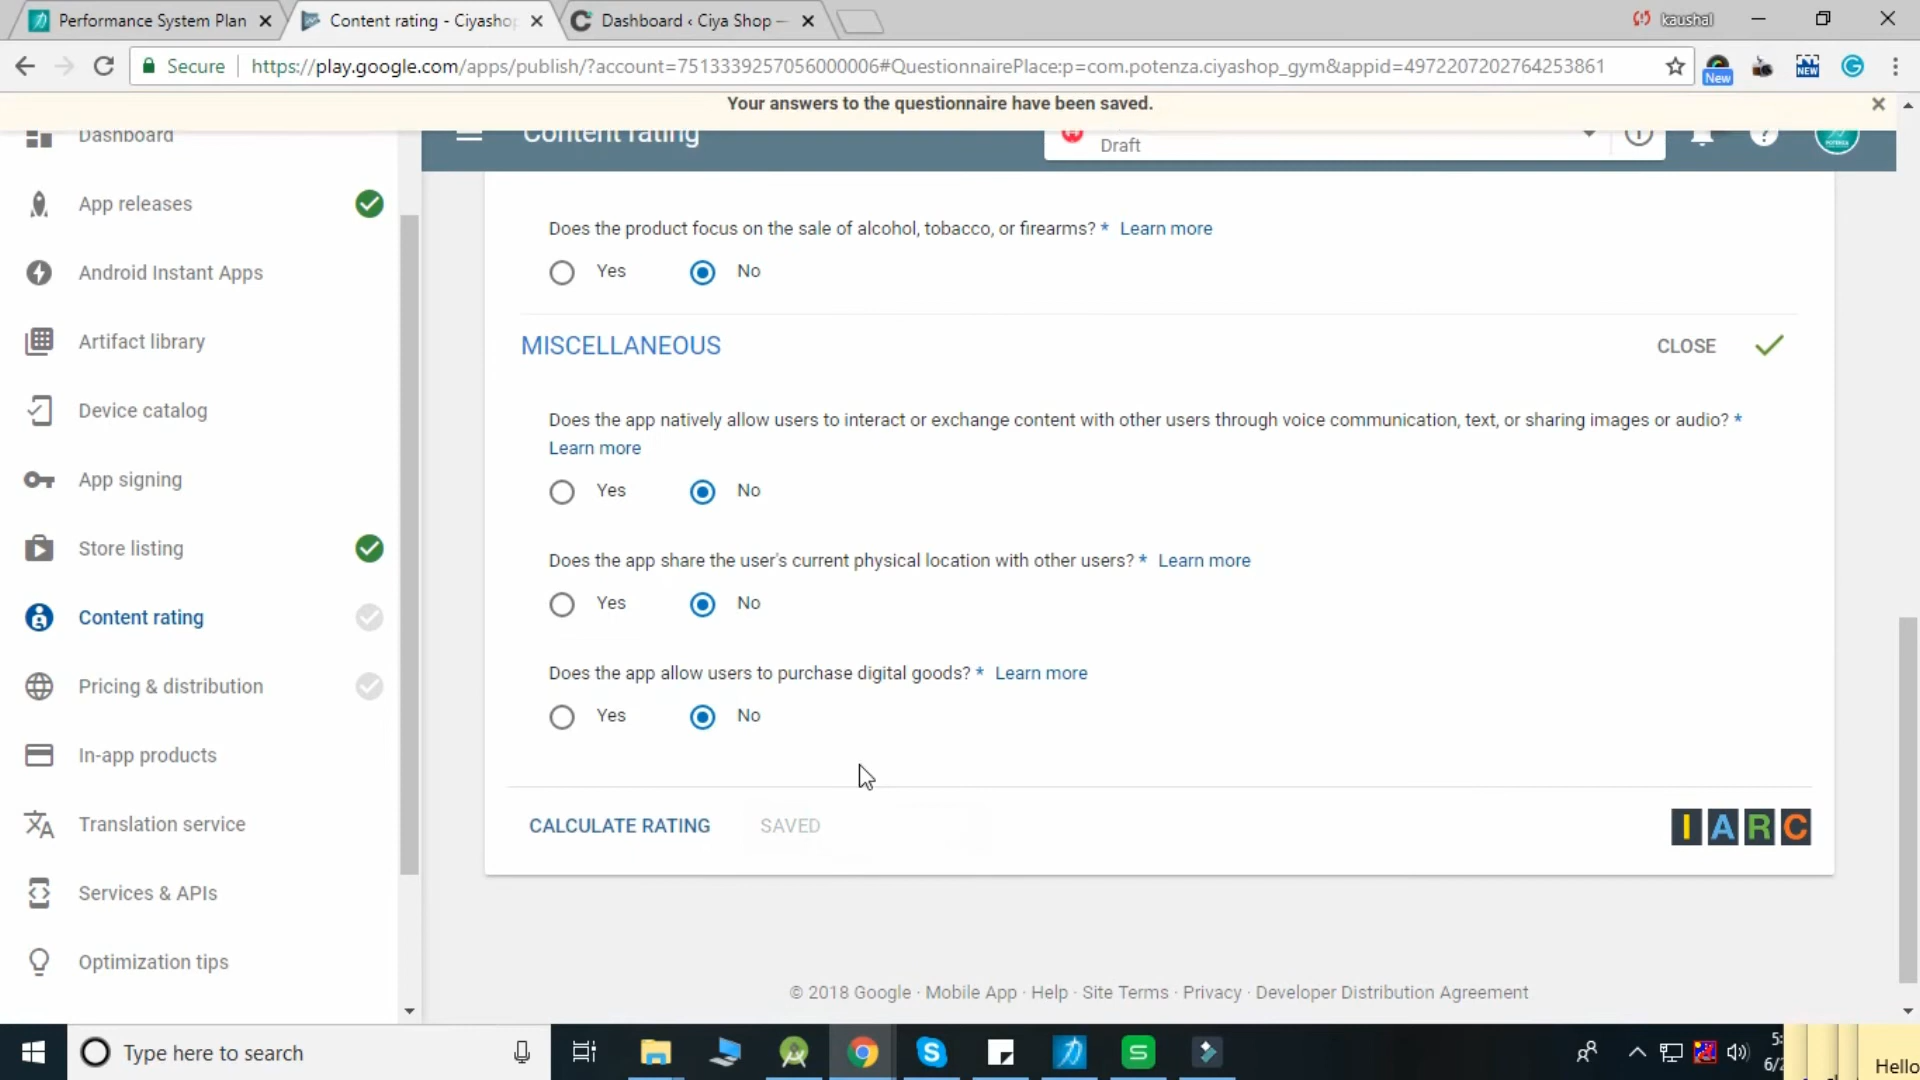 Performance System Plan
Content rating - Ciyashop
Dashboard ‹ Ciya Shop —
kaushal
Secure
https://play.google.com/apps/publish/?account=7513339257056000006#QuestionnairePlace:p=com.potenza.ciyashop_gym&appid=4972207202764253861
New
NEW
Your answers to the questionnaire have been saved.
Dashboard
Content rating
Draft
POTENZA
App releases
Android Instant Apps
Artifact library
Device catalog
App signing
Store listing
Content rating
Pricing & distribution
In-app products
Translation service
Services & APIs
Optimization tips
Does the product focus on the sale of alcohol, tobacco, or firearms? * Learn more
Yes No
MISCELLANEOUS
CLOSE
Does the app natively allow users to interact or exchange content with other users through voice communication, text, or sharing images or audio? *
Learn more
Yes No
Does the app share the user's current physical location with other users? * Learn more
Yes No
Does the app allow users to purchase digital goods? * Learn more
Yes No
CALCULATE RATING
SAVED
IARC
© 2018 Google · Mobile App · Help · Site Terms · Privacy · Developer Distribution Agreement
Type here to search
5:
6/2
Hello